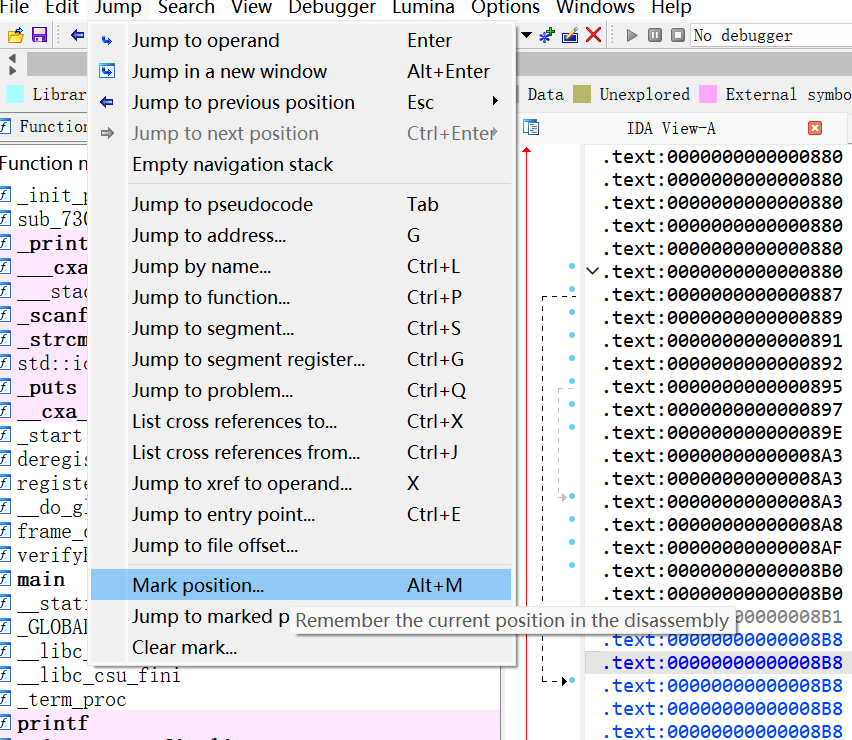 File Edit Jump Search View Debugger Lumina Options Windows Help
No debugger
Jump to operand Enter
Jump in a new window Alt+Enter
Jump to previous position Esc
Jump to next position Ctrl+Enter
Empty navigation stack
Jump to pseudocode Tab
Jump to address... G
Jump by name... Ctrl+L
Jump to function... Ctrl+P
Jump to segment... Ctrl+S
Jump to segment register... Ctrl+G
Jump to problem... Ctrl+Q
List cross references to... Ctrl+X
List cross references from... Ctrl+J
Jump to xref to operand... X
Jump to entry point... Ctrl+E
Jump to file offset...
Mark position... Alt+M
Jump to marked p
Clear mark...
Remember the current position in the disassembly
Librar
Data Unexplored External symbo
Function
Function n
_init_p
sub_730
_print
___cxa
___stac
_scanf
_strcm
std::io
_puts
__cxa_
_start
deregis
registe
__do_gl
frame_d
verifyP
main
__stati
_GLOBAL
__libc_
__libc_csu_fini
_term_proc
printf
IDA View-A
.text:0000000000000880
.text:0000000000000880
.text:0000000000000880
.text:0000000000000880
.text:0000000000000880
.text:0000000000000880
.text:0000000000000887
.text:0000000000000889
.text:0000000000000891
.text:0000000000000892
.text:0000000000000895
.text:0000000000000897
.text:000000000000089E
.text:00000000000008A3
.text:00000000000008A3
.text:00000000000008A3
.text:00000000000008A8
.text:00000000000008AF
.text:00000000000008B0
.text:00000000000008B0
00000000008B1
.text:00000000000008B8
.text:00000000000008B8
.text:00000000000008B8
.text:00000000000008B8
.text:00000000000008B8